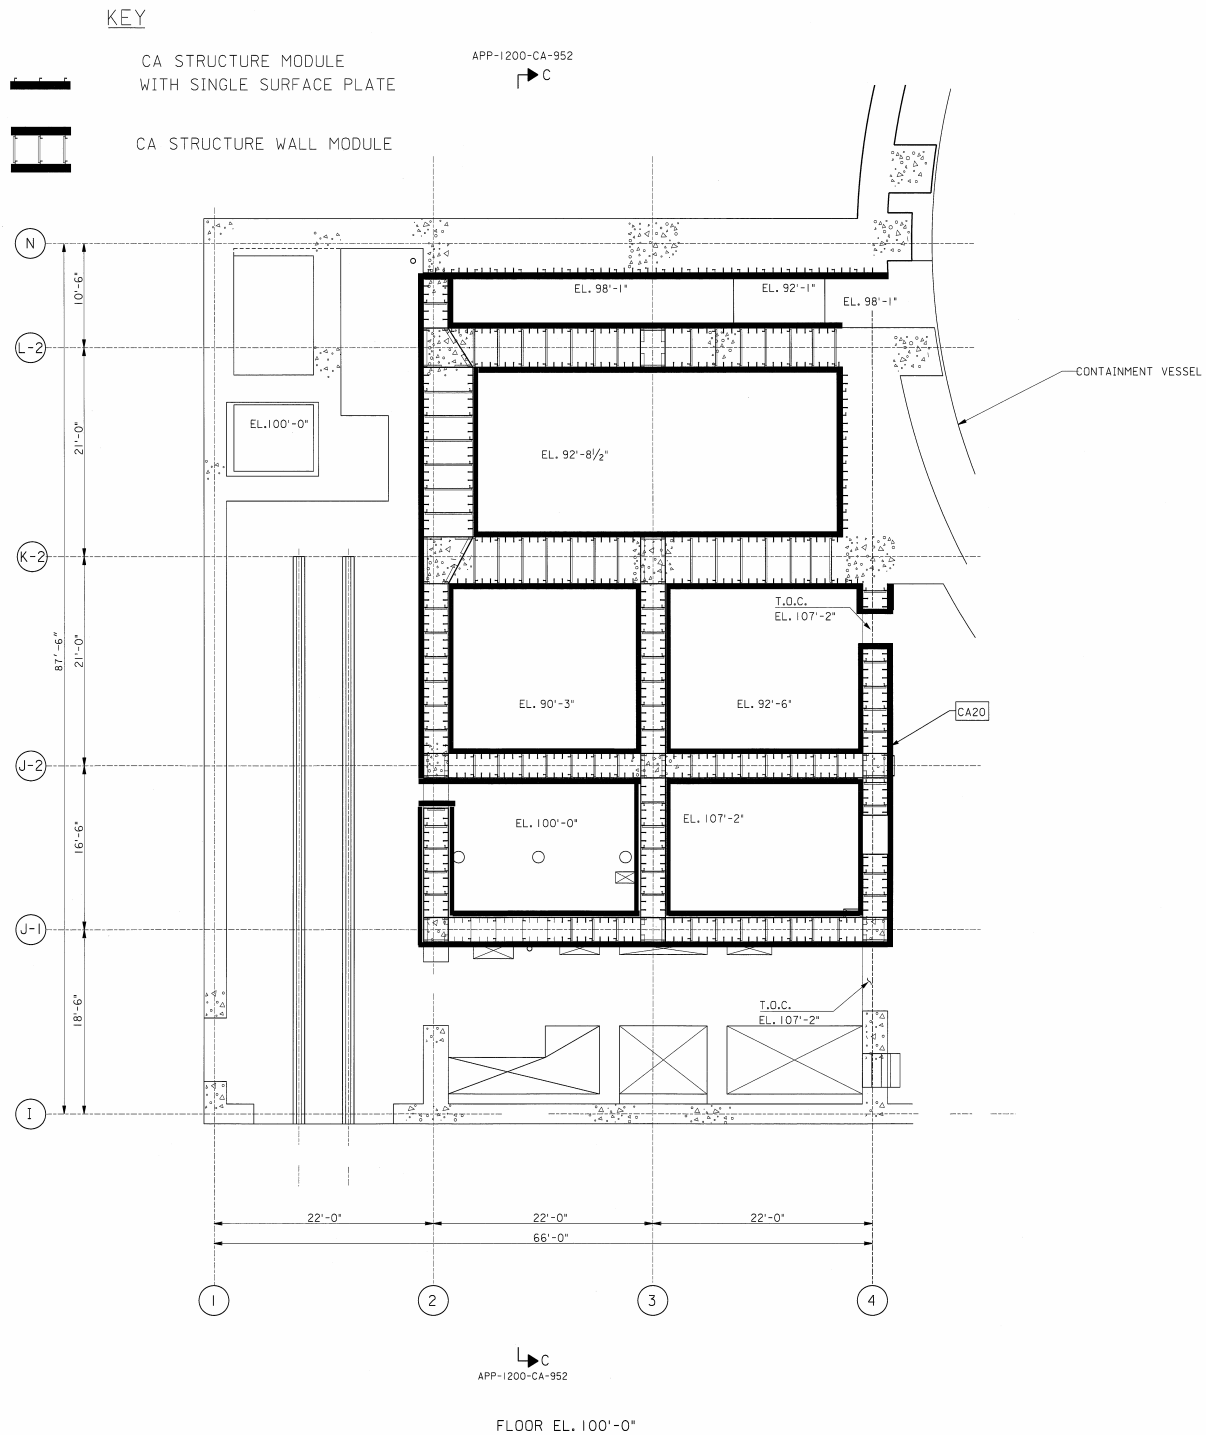 KEY
CA STRUCTURE MODULE
WITH SINGLE SURFACE PLATE
CA STRUCTURE WALL MODULE
APP-1200-CA-952
C
N
10'-6"
EL. 98'-1"
EL. 92'-1"
EL. 98'-1"
L-2
CONTAINMENT VESSEL
21'-0"
EL.100'-0"
EL. 92'-8 1/2"
K-2
T.O.C.
EL. 107'-2"
87'-6"
21'-0"
EL. 90'-3"
EL. 92'-6"
CA20
J-2
16'-6"
EL. 100'-0"
EL. 107'-2"
J-1
18'-6"
T.O.C.
EL. 107'-2"
I
22'-0"
22'-0"
22'-0"
66'-0"
1
2
3
4
C
APP-1200-CA-952
FLOOR EL. 100'-0"